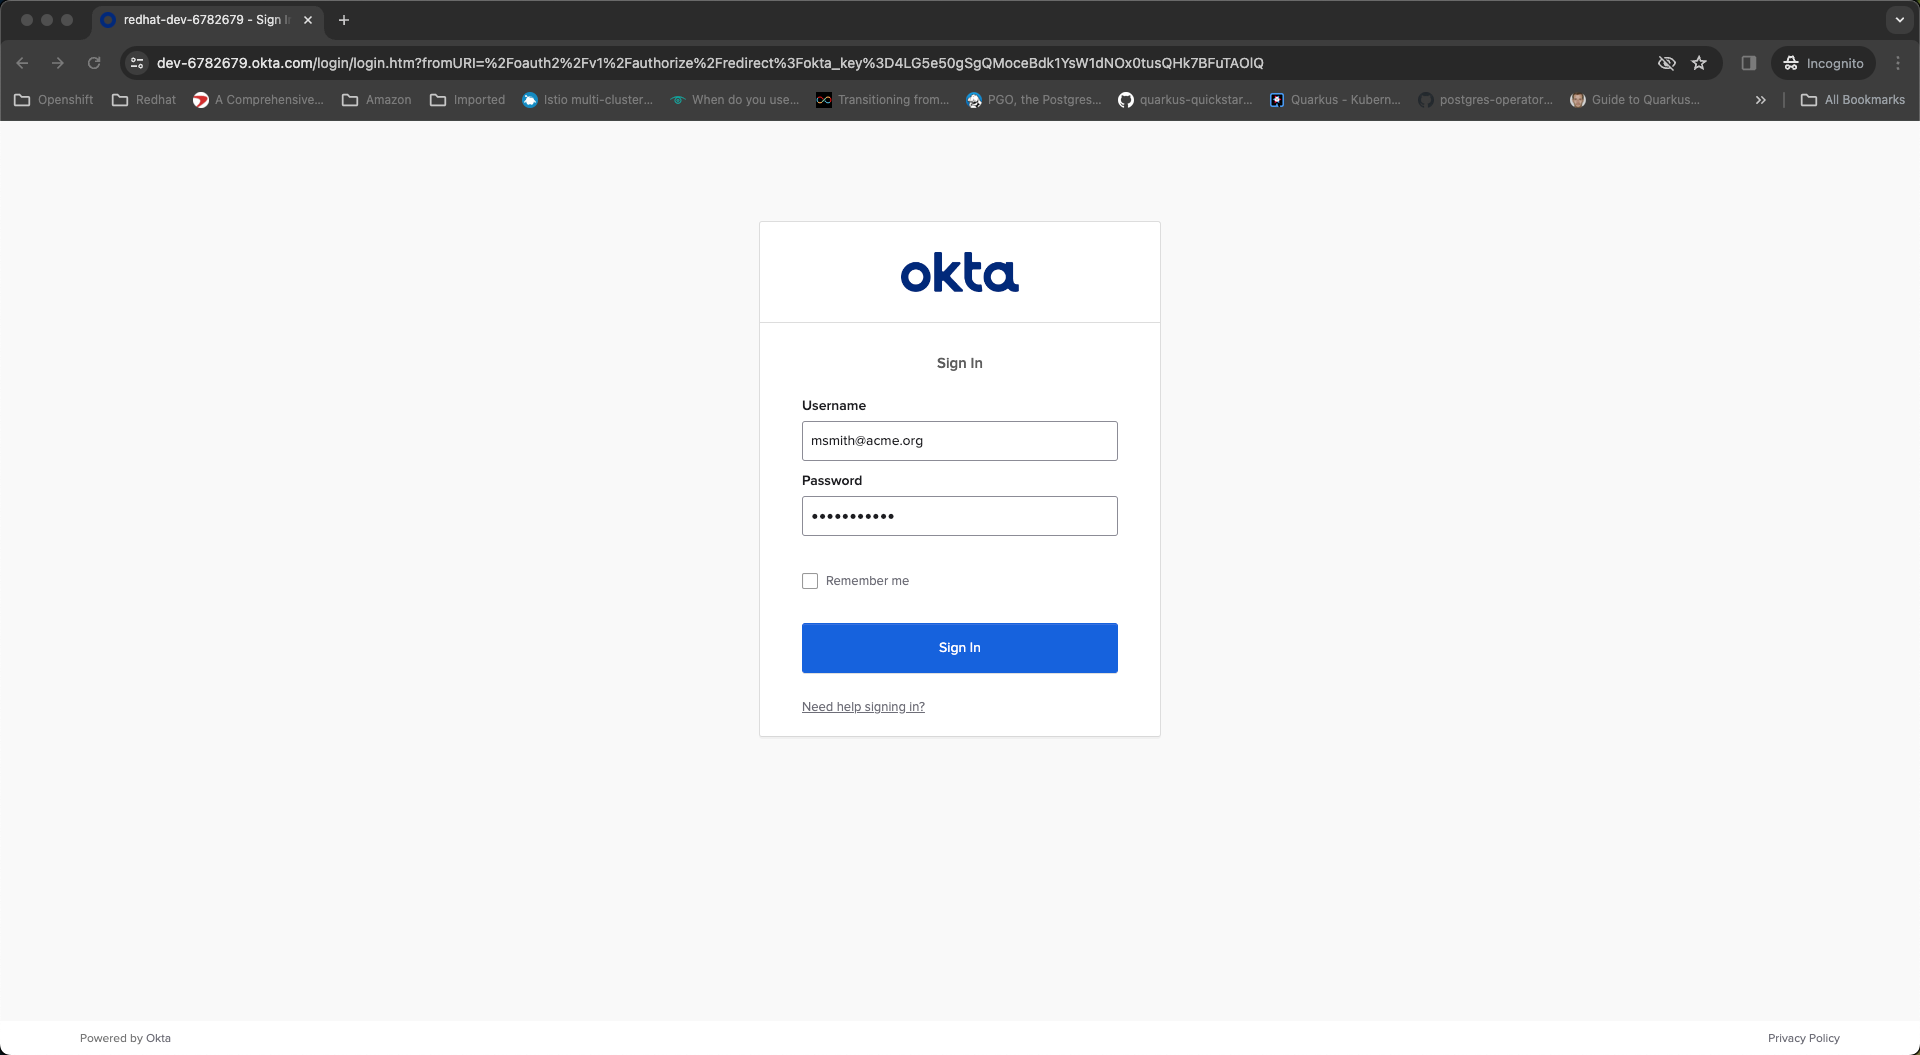 redhat-dev-6782679 - Sign I
dev-6782679.okta.com/login/login.htm?fromURI=%2Foauth2%2Fv1%2Fauthorize%2Fredirect%3Fokta_key%3D4LG5e50gSgQMoceBdk1YsW1dNOx0tusQHk7BFuTAOlQ
Incognito
Openshift Redhat A Comprehensive... Amazon Imported Istio multi-cluster... When do you use... Transitioning from... PGO, the Postgres... quarkus-quickstar... Quarkus - Kubern... postgres-operator... Guide to Quarkus... All Bookmarks
okta
Sign In
Username
msmith@acme.org
Password
•••••••••••
Remember me
Sign In
Need help signing in?
Powered by Okta
Privacy Policy